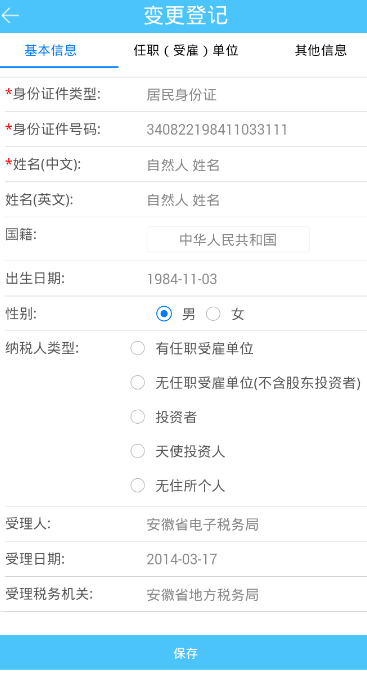 变更登记
基本信息 任职（受雇）单位 其他信息
*身份证件类型: 居民身份证
*身份证件号码: 340822198411033111
*姓名(中文): 自然人 姓名
姓名(英文): 自然人 姓名
国籍: 中华人民共和国
出生日期: 1984-11-03
性别: 男 女
纳税人类型: 有任职受雇单位
无任职受雇单位(不含股东投资者)
投资者
天使投资人
无住所个人
受理人: 安徽省电子税务局
受理日期: 2014-03-17
受理税务机关: 安徽省地方税务局
保存